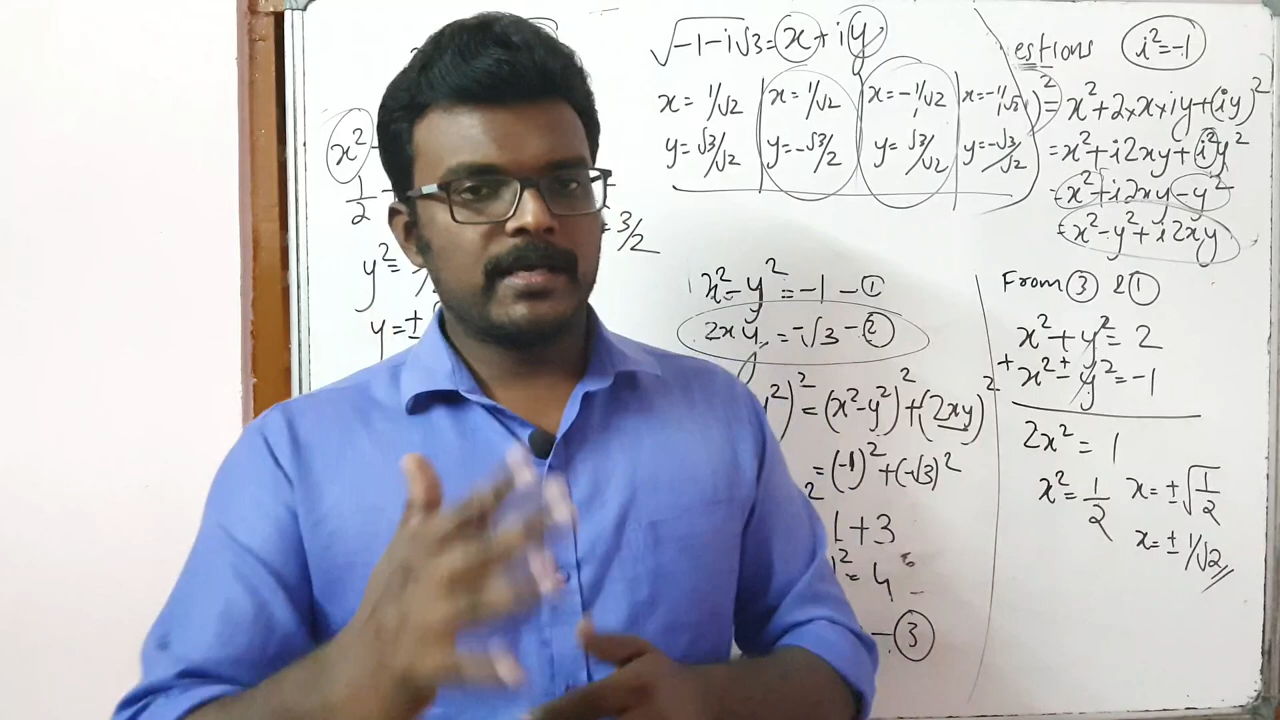 √-1-i√3 = x+iy
x = 1/√2 | x = 1/√2 | x = -1/√2 | x = -1/√2
y = √3/√2 | y = -√3/2 | y = √3/√2 | y = -√3/√2
x²
1/2
= 3/2
y² =
y = ±
x² - y² = -1 - ①
2xy = -√3 - ②
²)² = (x²-y²)² + (2xy)²
= (-1)² + (-√3)²
1+3
² = 4
- ③
estions i² = -1
)² = x² + 2×x×iy + (iy)²
= x² + i2xy + i²y²
= x² + i2xy - y²
= x² - y² + i2xy
From ③ & ①
x² + y² = 2
+ x² - y² = -1
2x² = 1
x² = 1/2 x = ±√1/2
x = ± 1/√2